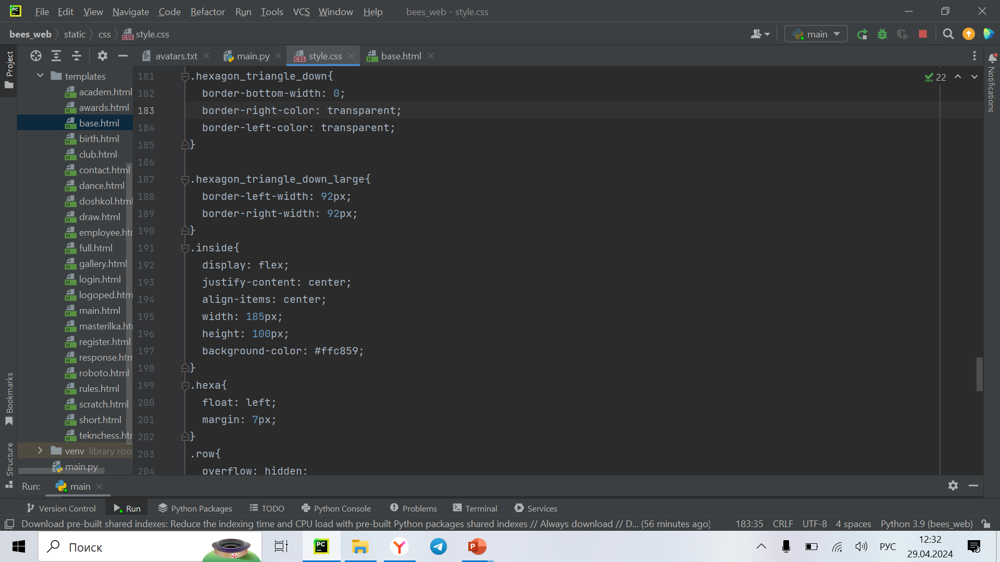 File Edit View Navigate Code Refactor Run Tools VCS Window Help bees_web - style.css
bees_web static css style.css main
avatars.txt main.py style.css base.html
Project
Notifications
Bookmarks
Structure
templates
academ.html
awards.html
base.html
birth.html
club.html
contact.html
dance.html
doshkol.html
draw.html
employee.htm
full.html
gallery.html
login.html
logoped.htm
main.html
masterilka.htm
register.html
response.htm
roboto.html
rules.html
scratch.html
short.html
teknchess.htm
venv library root
main.py
22
181 .hexagon_triangle_down{
182 border-bottom-width: 0;
183 border-right-color: transparent;
184 border-left-color: transparent;
185 }
186
187 .hexagon_triangle_down_large{
188 border-left-width: 92px;
189 border-right-width: 92px;
190 }
191 .inside{
192 display: flex;
193 justify-content: center;
194 align-items: center;
195 width: 185px;
196 height: 100px;
197 background-color: #ffc859;
198 }
199 .hexa{
200 float: left;
201 margin: 7px;
202 }
203 .row{
204 overflow: hidden;
Run: main
Version Control Run Python Packages TODO Python Console Problems Terminal Services
Download pre-built shared indexes: Reduce the indexing time and CPU load with pre-built Python packages shared indexes // Always download // D... (56 minutes ago) 183:35 CRLF UTF-8 4 spaces Python 3.9 (bees_web)
Поиск РУС 12:32
29.04.2024